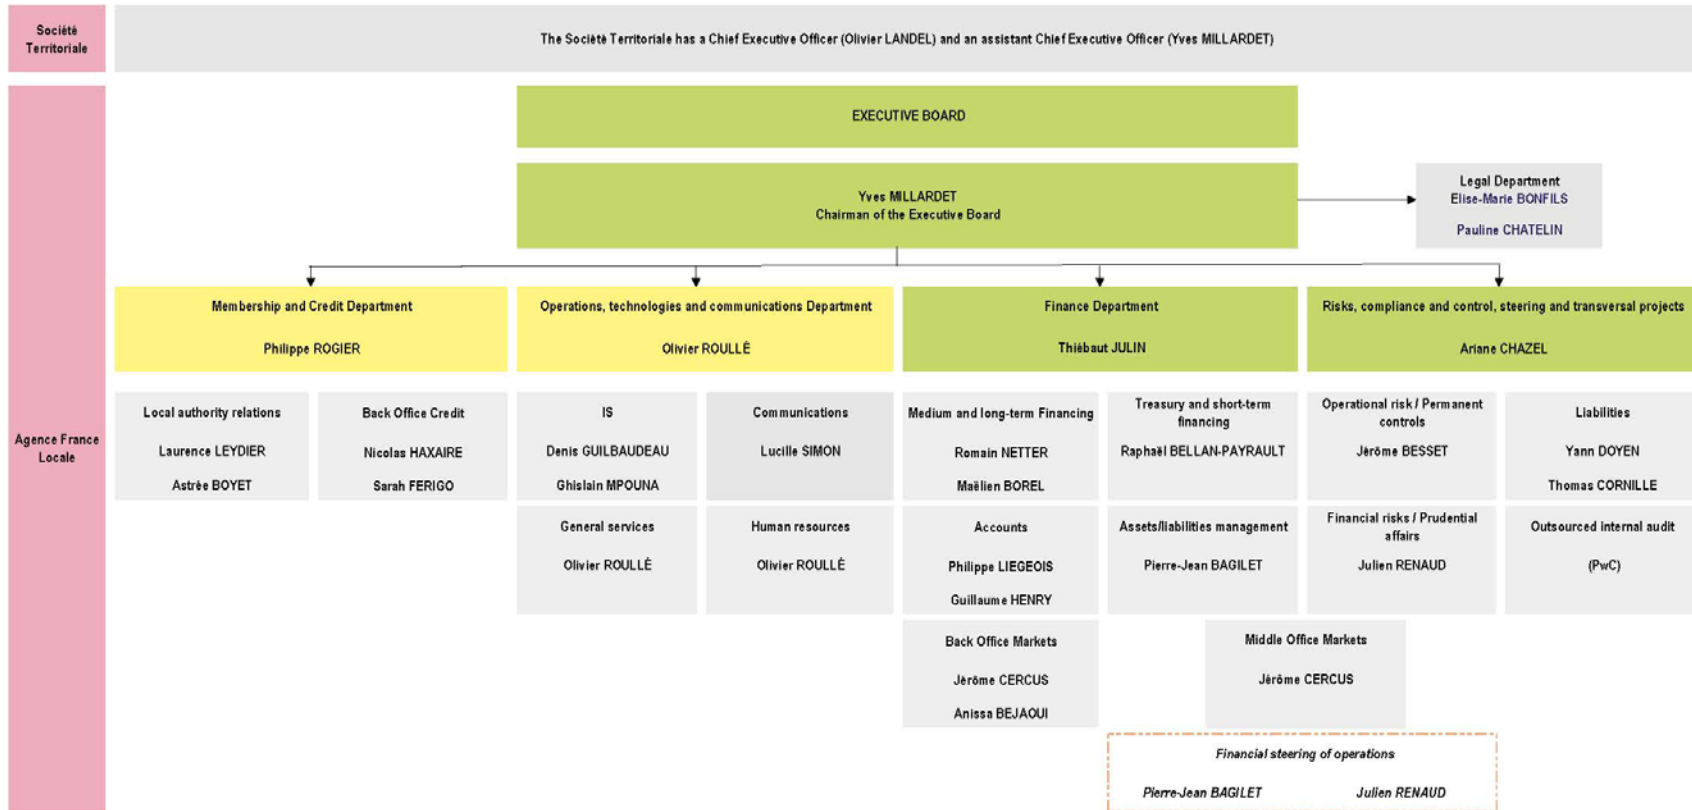 Société
Territoriale
The Société Territoriale has a Chief Executive Officer (Olivier LANDEL) and an assistant Chief Executive Officer (Yves MILLARDET)
Agence France
Locale
EXECUTIVE BOARD
Yves MILLARDET
Chairman of the Executive Board
Legal Department
Elise-Marie BONFILS
Pauline CHATELIN
Membership and Credit Department
Philippe ROGIER
Operations, technologies and communications Department
Olivier ROULLÉ
Finance Department
Thiébaut JULIN
Risks, compliance and control, steering and transversal projects
Ariane CHAZEL
Local authority relations
Laurence LEYDIER
Astrée BOYET
Back Office Credit
Nicolas HAXAIRE
Sarah FERIGO
IS
Denis GUILBAUDEAU
Ghislain MPOUNA
Communications
Lucille SIMON
Medium and long-term Financing
Romain NETTER
Maëlien BOREL
Treasury and short-term
financing
Raphaël BELLAN-PAYRAULT
Operational risk / Permanent
controls
Jérôme BESSET
Liabilities
Yann DOYEN
Thomas CORNILLE
General services
Olivier ROULLÉ
Human resources
Olivier ROULLÉ
Accounts
Philippe LIEGEOIS
Guillaume HENRY
Assets/liabilities management
Pierre-Jean BAGILET
Financial risks / Prudential
affairs
Julien RENAUD
Outsourced internal audit
(PwC)
Back Office Markets
Jérôme CERCUS
Anissa BEJAOUI
Middle Office Markets
Jérôme CERCUS
Financial steering of operations
Pierre-Jean BAGILET Julien RENAUD